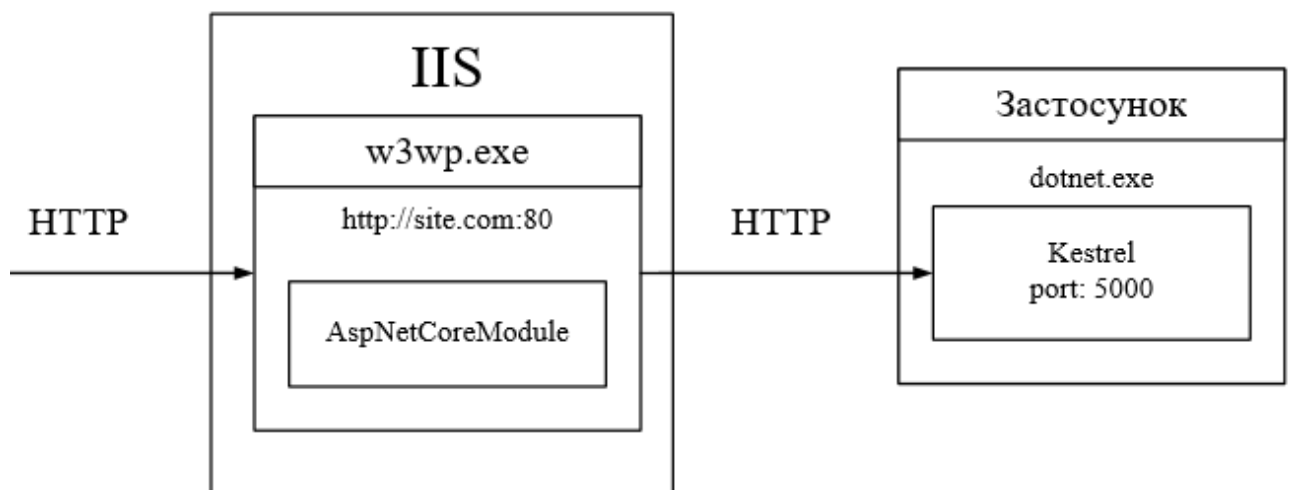 IIS
w3wp.exe
http://site.com:80
AspNetCoreModule
HTTP
HTTP
Застосунок
dotnet.exe
Kestrel
port: 5000